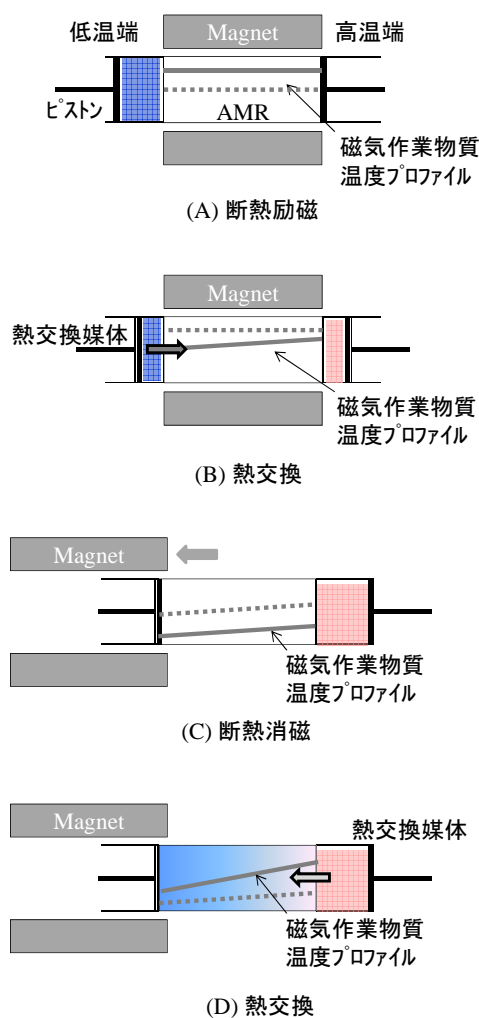 低温端
Magnet
高温端
ピストン
AMR
磁気作業物質
温度プロファイル
(A) 断熱励磁
Magnet
熱交換媒体
磁気作業物質
温度プロファイル
(B) 熱交換
Magnet
磁気作業物質
温度プロファイル
(C) 断熱消磁
Magnet
熱交換媒体
磁気作業物質
温度プロファイル
(D) 熱交換